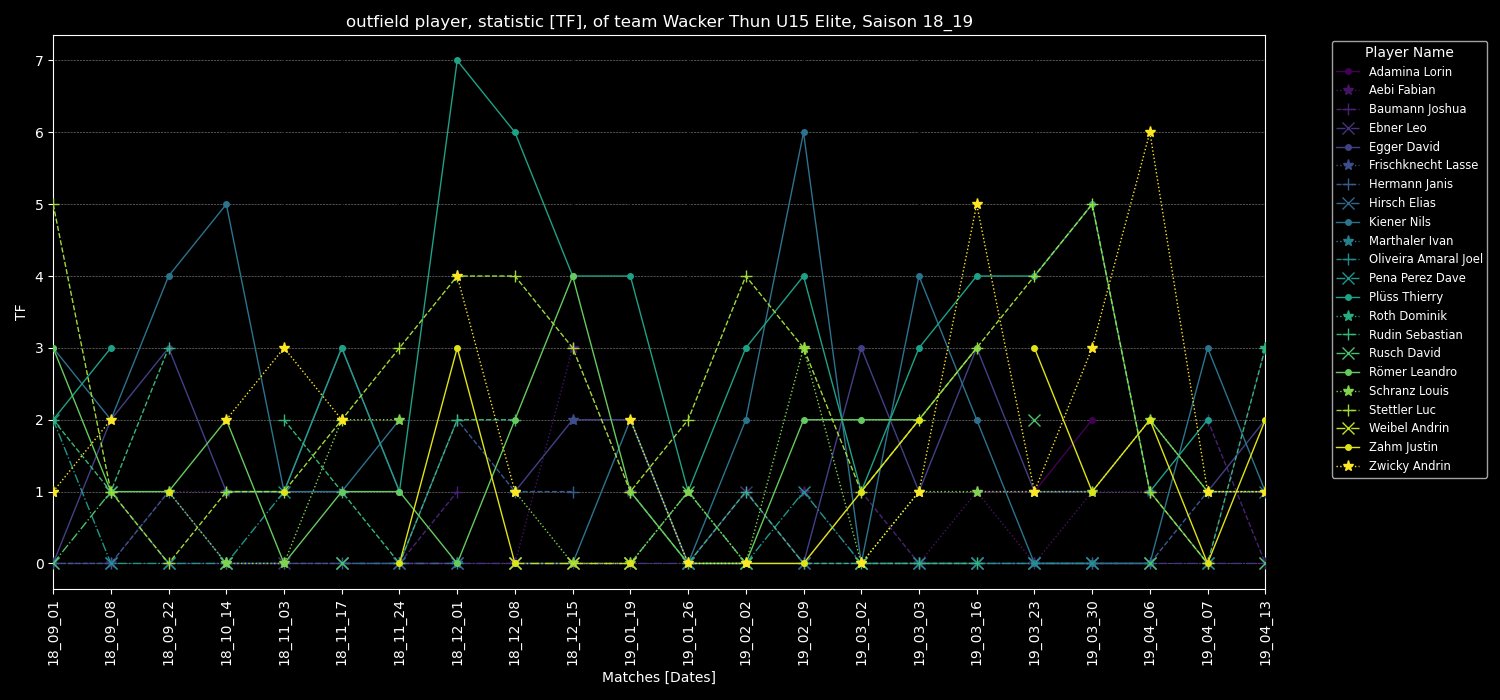 outfield player, statistic [TF], of team Wacker Thun U15 Elite, Saison 18_19
TF
7
6
5
4
3
2
1
0
18_09_01
18_09_08
18_09_22
18_10_14
18_11_03
18_11_17
18_11_24
18_12_01
18_12_08
18_12_15
19_01_19
19_01_26
19_02_02
19_02_09
19_03_02
19_03_03
19_03_16
19_03_23
19_03_30
19_04_06
19_04_07
19_04_13
Matches [Dates]
Player Name
Adamina Lorin
Aebi Fabian
Baumann Joshua
Ebner Leo
Egger David
Frischknecht Lasse
Hermann Janis
Hirsch Elias
Kiener Nils
Marthaler Ivan
Oliveira Amaral Joel
Pena Perez Dave
Plüss Thierry
Roth Dominik
Rudin Sebastian
Rusch David
Römer Leandro
Schranz Louis
Stettler Luc
Weibel Andrin
Zahm Justin
Zwicky Andrin